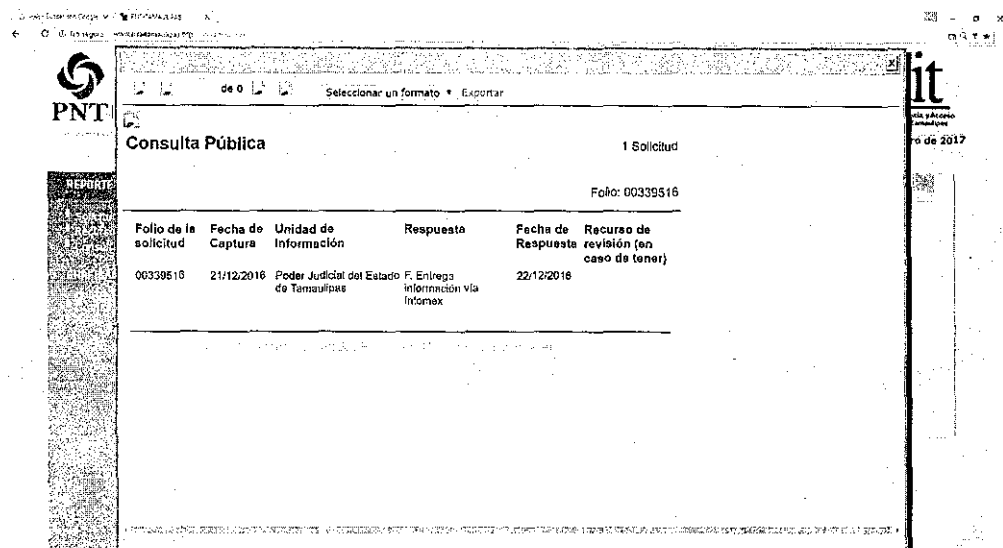 it
PNT
de 0
Seleccionar un formato
Exportar
Consulta Pública
1 Solicitud
ro de 2017
REPORTE
Folio: 00339516
Folio de la solicitud
Fecha de Captura
Unidad de Información
Respuesta
Fecha de Respuesta
Recurso de revisión (en caso de tener)
00339516
21/12/2016
Poder Judicial del Estado de Tamaulipas
F. Entrega información vía Infomex
22/12/2016